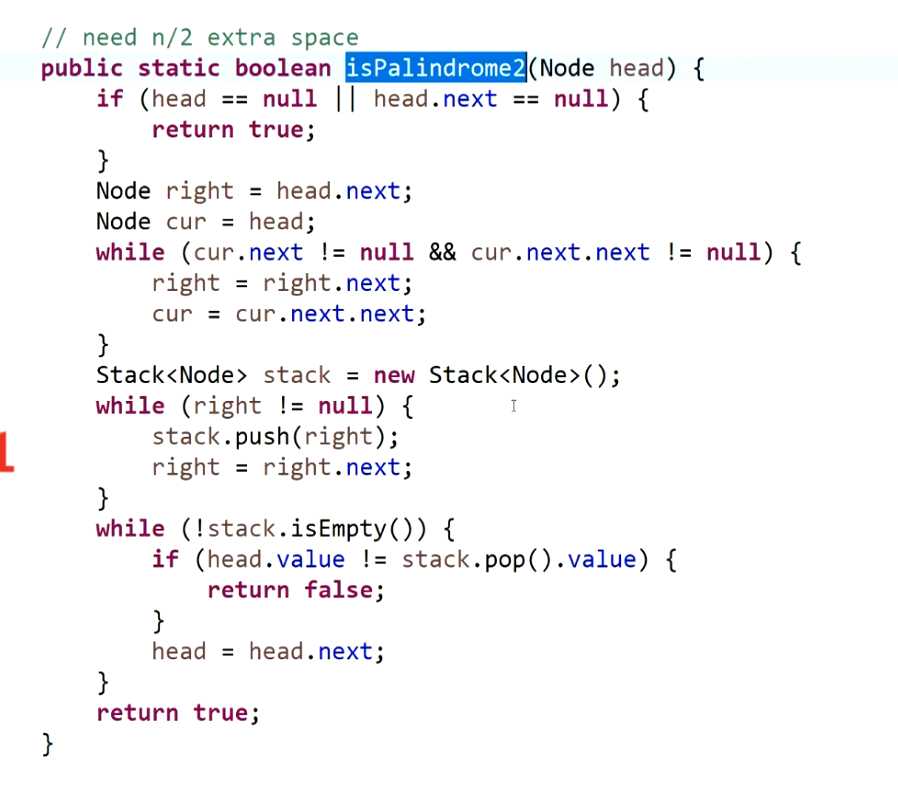 // need n/2 extra space
public static boolean isPalindrome2(Node head) {
    if (head == null || head.next == null) {
        return true;
    }
    Node right = head.next;
    Node cur = head;
    while (cur.next != null && cur.next.next != null) {
        right = right.next;
        cur = cur.next.next;
    }
    Stack<Node> stack = new Stack<Node>();
    while (right != null) {
        stack.push(right);
        right = right.next;
    }
    while (!stack.isEmpty()) {
        if (head.value != stack.pop().value) {
            return false;
        }
        head = head.next;
    }
    return true;
}